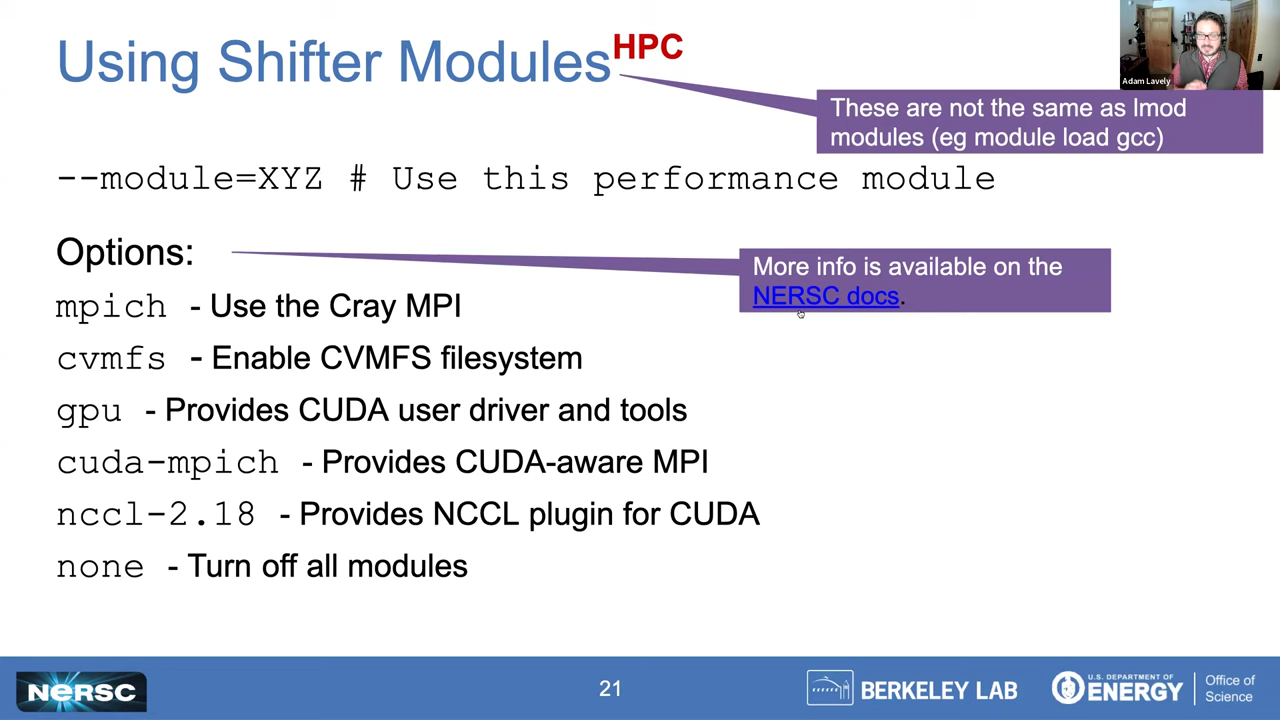 Using Shifter Modules HPC
Adam Lavely
These are not the same as lmod
modules (eg module load gcc)
--module=XYZ # Use this performance module
Options:
More info is available on the
NERSC docs.
mpich - Use the Cray MPI
cvmfs - Enable CVMFS filesystem
gpu - Provides CUDA user driver and tools
cuda-mpich - Provides CUDA-aware MPI
nccl-2.18 - Provides NCCL plugin for CUDA
none - Turn off all modules
NERSC
21
BERKELEY LAB
U.S. DEPARTMENT OF
ENERGY
Office of
Science